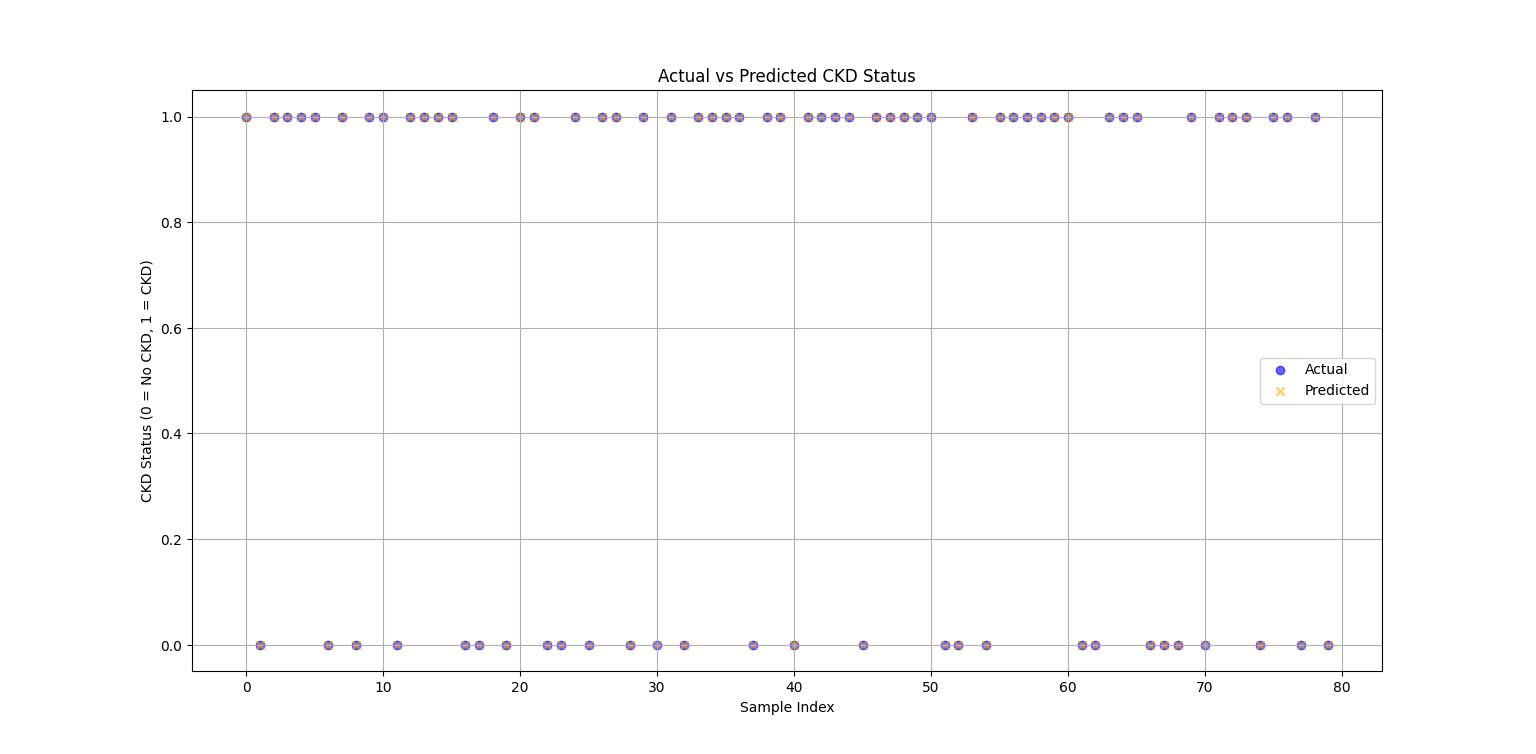 Actual vs Predicted CKD Status
CKD Status (0 = No CKD, 1 = CKD)
1.0
0.8
0.6
0.4
0.2
0.0
Actual
Predicted
0 10 20 30 40 50 60 70 80
Sample Index